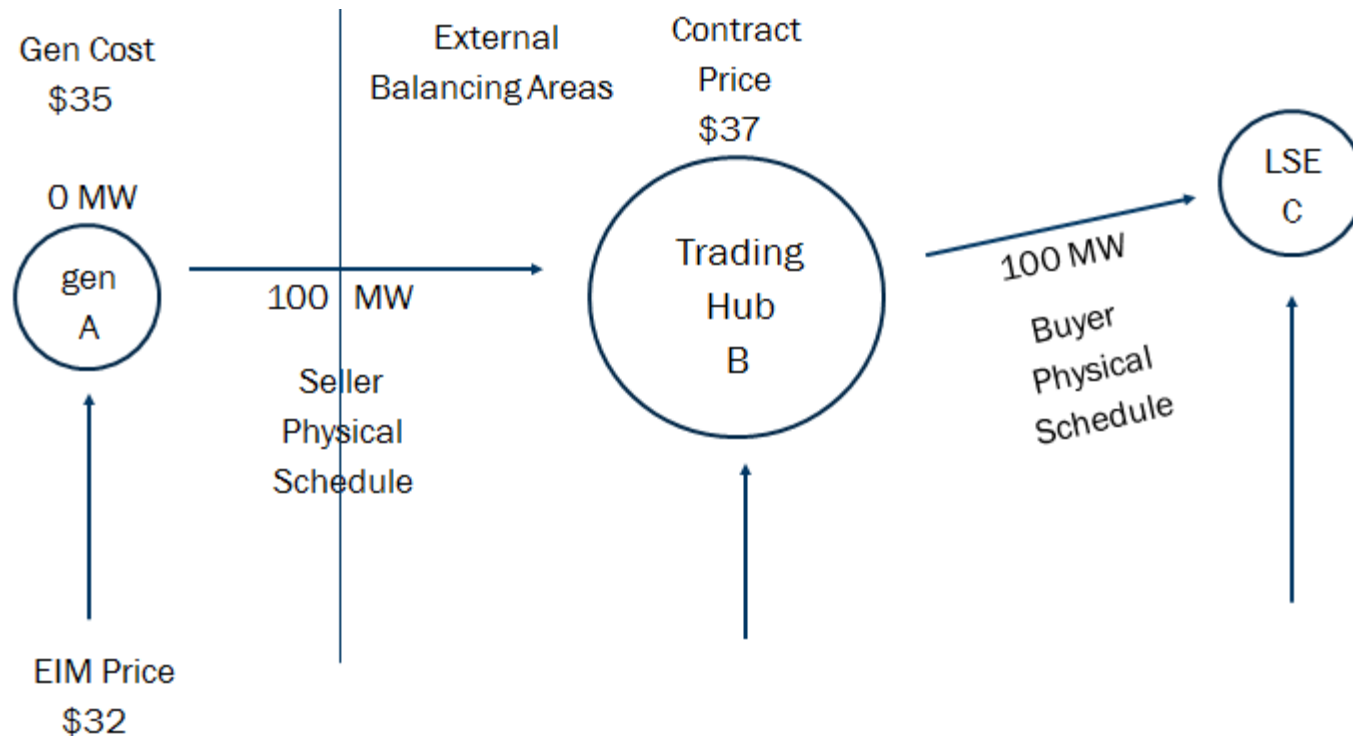 Gen Cost
$35
External
Balancing Areas
Contract
Price
$37
0 MW
gen
A
100 MW
Seller
Physical
Schedule
Trading
Hub
B
100 MW
Buyer
Physical
Schedule
LSE
C
EIM Price
$32